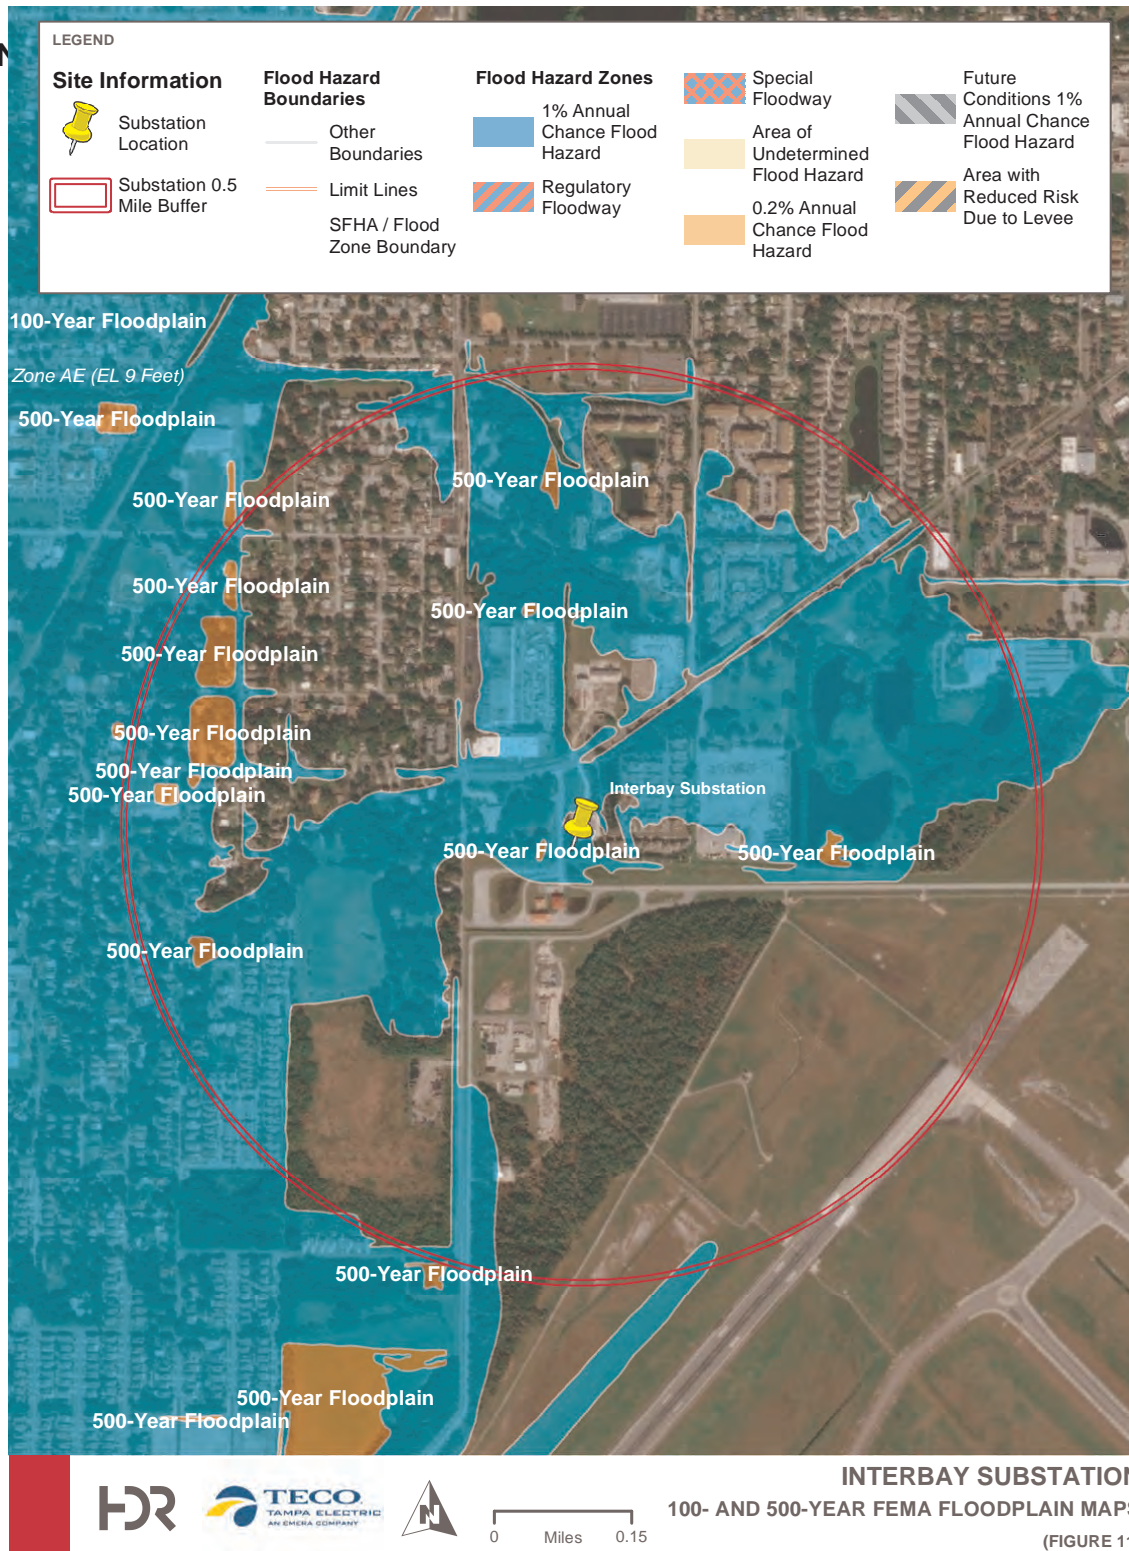 N
LEGEND
Site Information
Substation
Location
Substation 0.5
Mile Buffer
Flood Hazard
Boundaries
Other
Boundaries
Limit Lines
SFHA / Flood
Zone Boundary
Flood Hazard Zones
1% Annual
Chance Flood
Hazard
Regulatory
Floodway
Special
Floodway
Area of
Undetermined
Flood Hazard
0.2% Annual
Chance Flood
Hazard
Future
Conditions 1%
Annual Chance
Flood Hazard
Area with
Reduced Risk
Due to Levee
100-Year Floodplain
Zone AE (EL 9 Feet)
500-Year Floodplain
500-Year Floodplain
500-Year Floodplain
500-Year Floodplain
500-Year Floodplain
500-Year Floodplain
500-Year Floodplain
500-Year Floodplain
500-Year Floodplain
Interbay Substation
500-Year Floodplain
500-Year Floodplain
500-Year Floodplain
500-Year Floodplain
500-Year Floodplain
500-Year Floodplain
500-Year Floodplain
HDR
TECO
TAMPA ELECTRIC
AN EMERA COMPANY
N
0 Miles 0.15
INTERBAY SUBSTATION
100- AND 500-YEAR FEMA FLOODPLAIN MAPS
(FIGURE 11